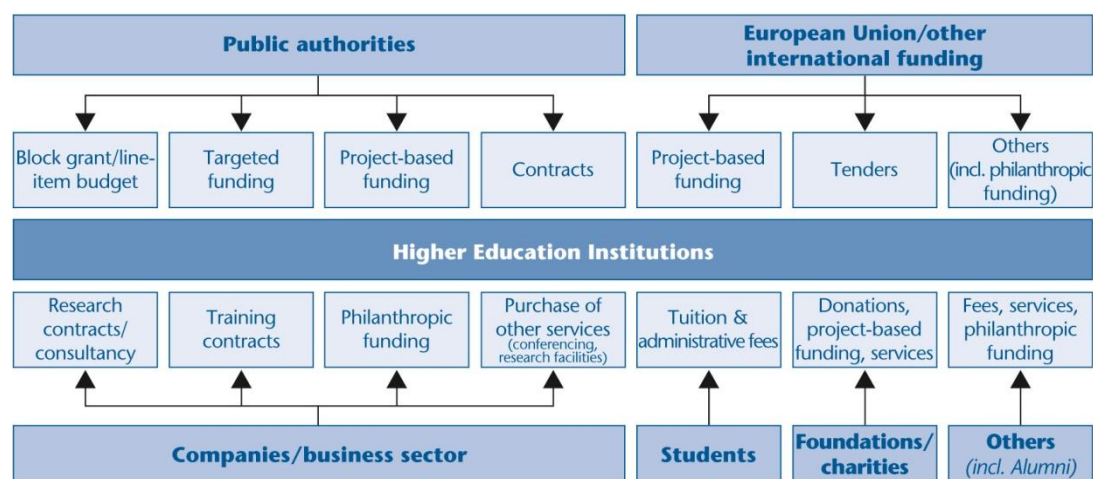 Public authorities
European Union/other
international funding
Block grant/line-
item budget
Targeted
funding
Project-based
funding
Contracts
Project-based
funding
Tenders
Others
(incl. philanthropic
funding)
Higher Education Institutions
Research
contracts/
consultancy
Training
contracts
Philanthropic
funding
Purchase of
other services
(conferencing,
research facilities)
Tuition &
administrative fees
Donations,
project-based
funding, services
Fees, services,
philanthropic
funding
Companies/business sector
Students
Foundations/
charities
Others
(incl. Alumni)